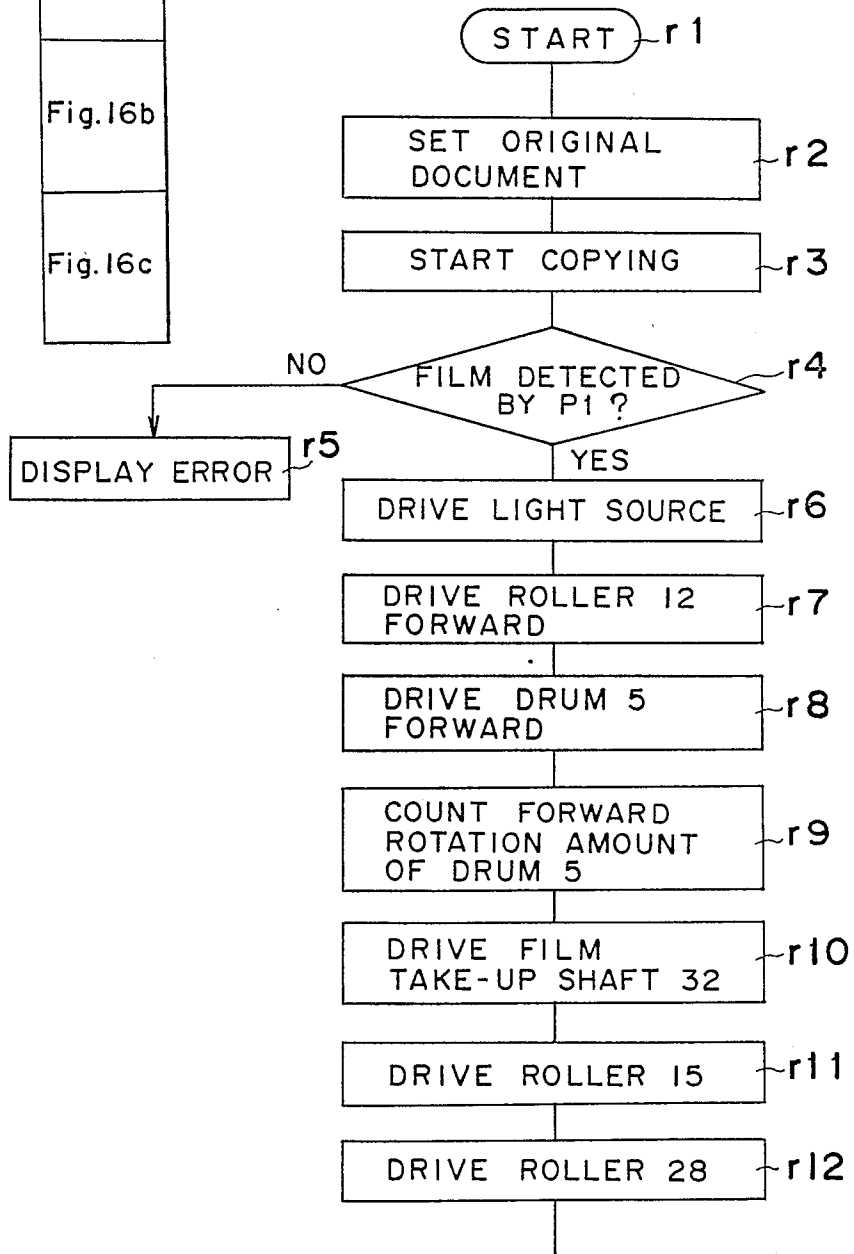 Fig.16b
Fig.16c
START
r1
SET ORIGINAL
DOCUMENT
r2
START COPYING
r3
FILM DETECTED
BY P1 ?
r4
NO
YES
DISPLAY ERROR
r5
DRIVE LIGHT SOURCE
r6
DRIVE ROLLER 12
FORWARD
r7
DRIVE DRUM 5
FORWARD
r8
COUNT FORWARD
ROTATION AMOUNT
OF DRUM 5
r9
DRIVE FILM
TAKE-UP SHAFT 32
r10
DRIVE ROLLER 15
r11
DRIVE ROLLER 28
r12